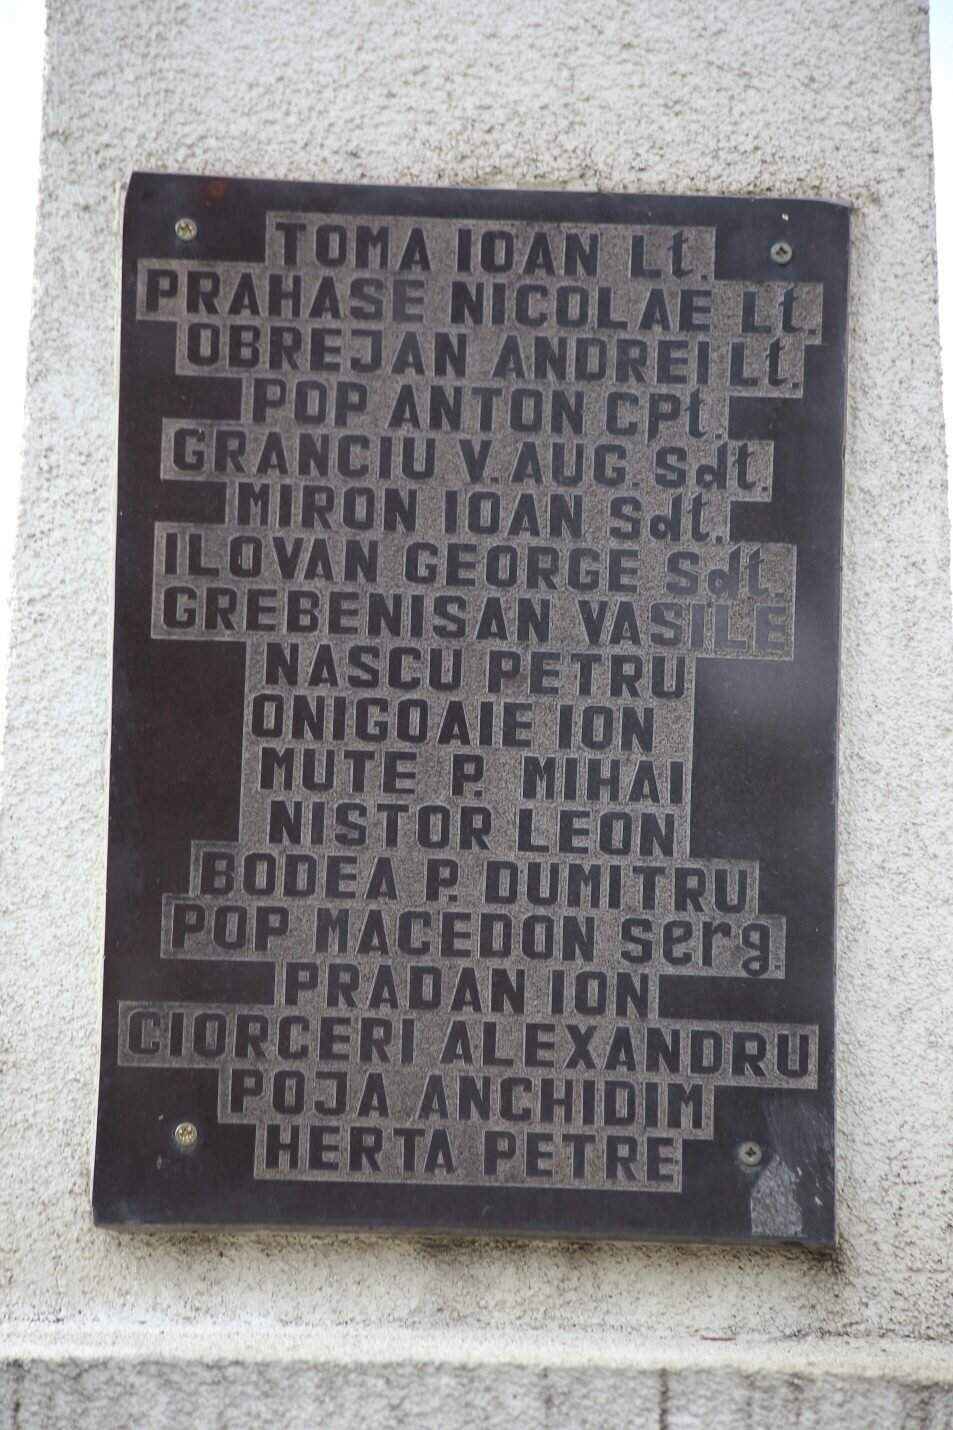 TOMA IOAN Lt.
PRAHASE NICOLAE Lt.
OBREJAN ANDREI Lt.
POP ANTON CPt.
GRANCIU V. AUG. Sdt.
MIRON IOAN Sdt.
ILOVAN GEORGE Sdt.
GREBENISAN VASILE
NASCU PETRU
ONIGOAIE ION
MUTE P. MIHAI
NISTOR LEON
BODEA P. DUMITRU
POP MACEDON Serg.
PRADAN ION
CIORCERI ALEXANDRU
POJA ANCHIDIM
HERTA PETRE